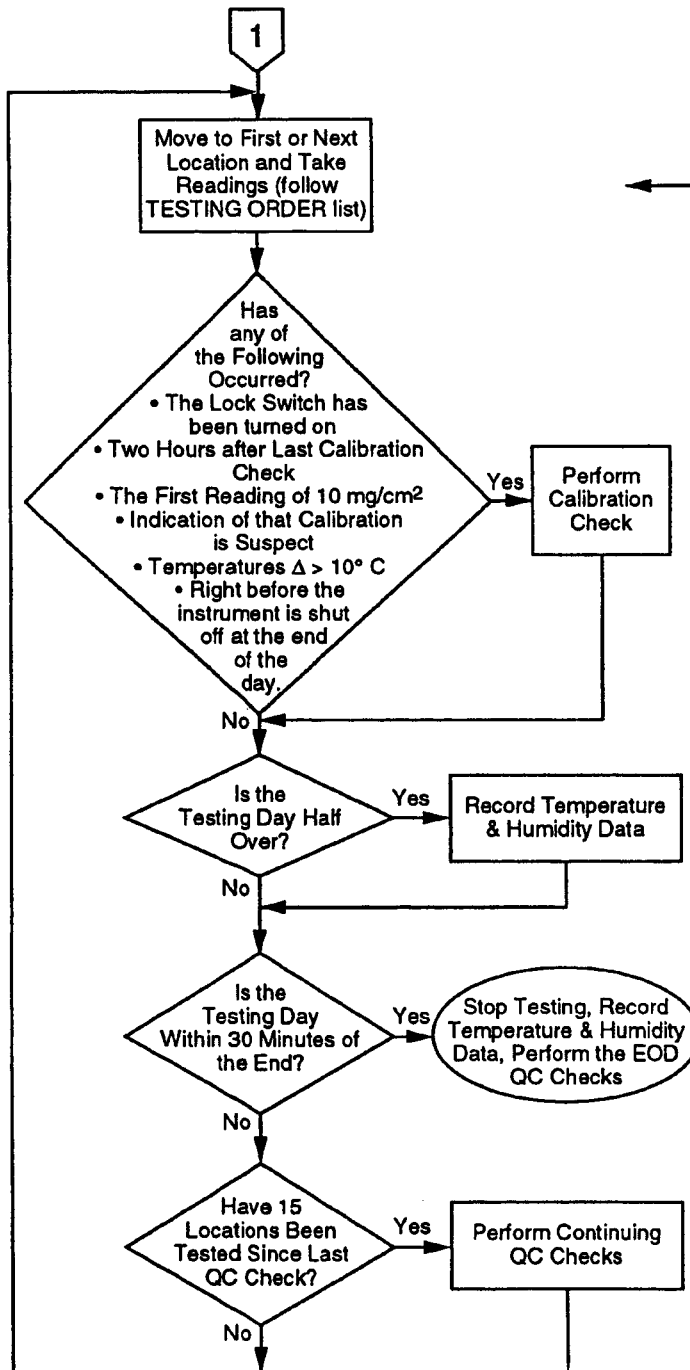 1
Move to First or Next
Location and Take
Readings (follow
TESTING ORDER list)
Has
any of
the Following
Occurred?
• The Lock Switch has
been turned on
• Two Hours after Last Calibration
Check
• The First Reading of 10 mg/cm²
• Indication of that Calibration
is Suspect
• Temperatures Δ > 10° C
• Right before the
instrument is shut
off at the end
of the
day.
Yes
Perform
Calibration
Check
No
Is the
Testing Day Half
Over?
Yes
Record Temperature
& Humidity Data
No
Is the
Testing Day
Within 30 Minutes of
the End?
Yes
Stop Testing, Record
Temperature & Humidity
Data, Perform the EOD
QC Checks
No
Have 15
Locations Been
Tested Since Last
QC Check?
Yes
Perform Continuing
QC Checks
No